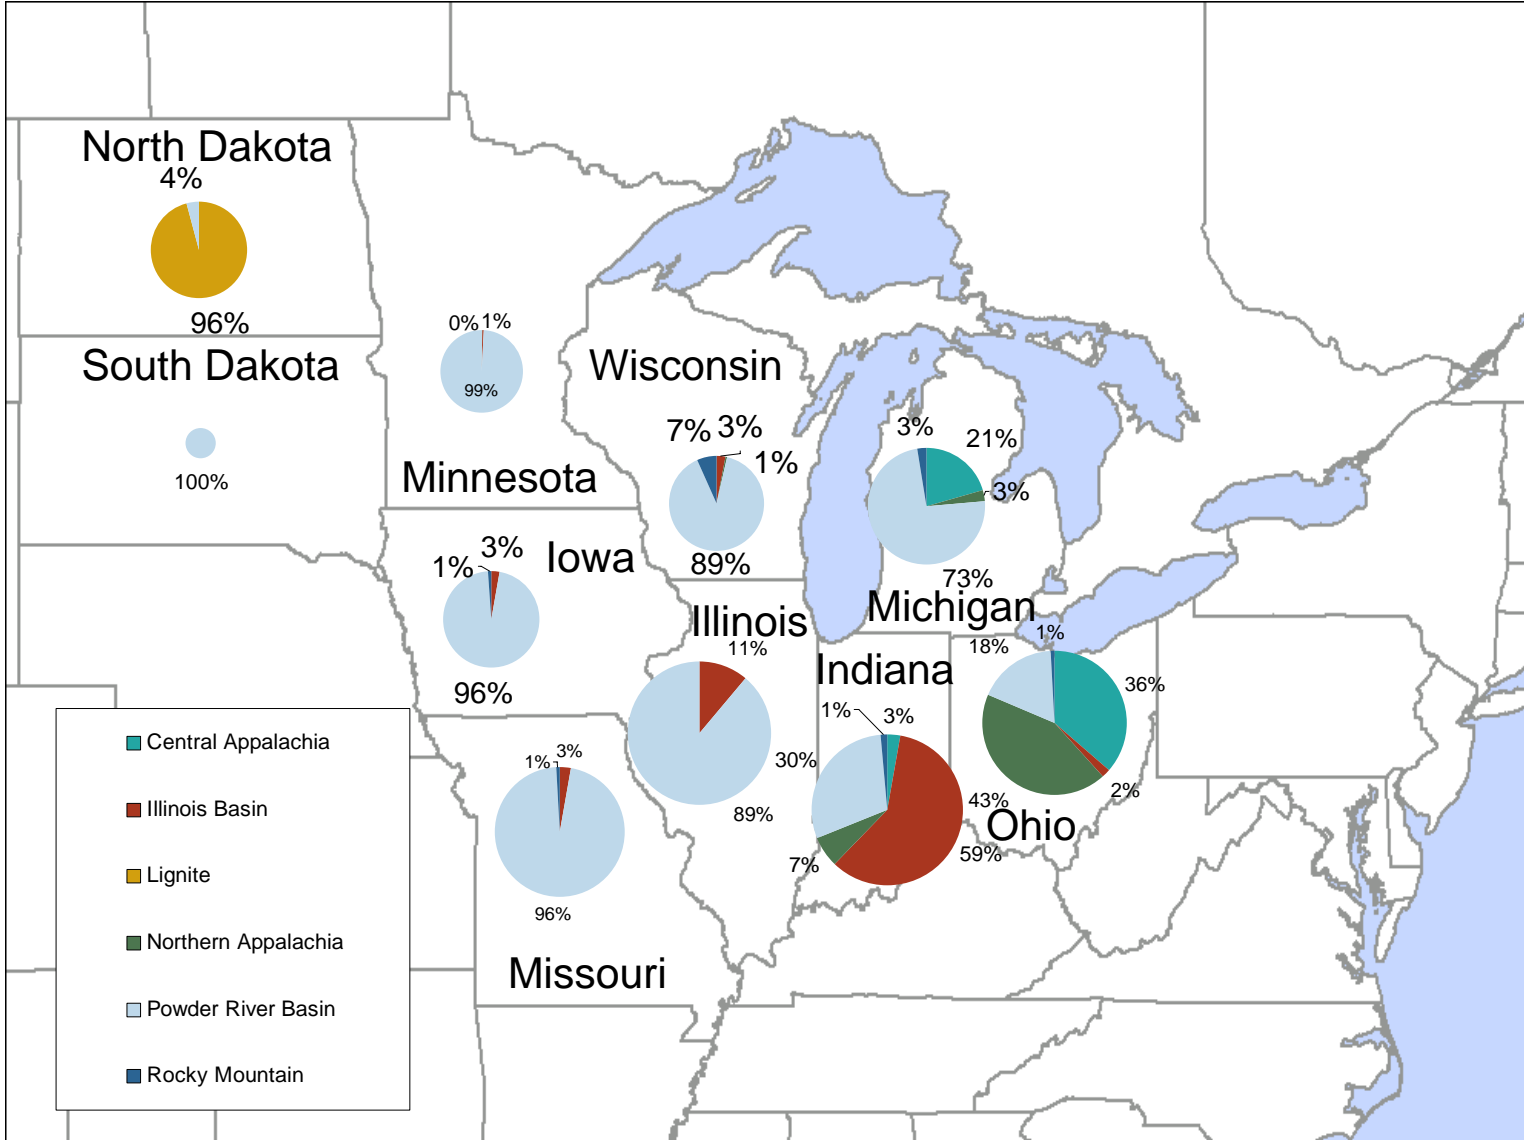 North Dakota
4%
96%
South Dakota
100%
0%
1%
99%
Minnesota
Wisconsin
7%
3%
1%
89%
3%
21%
3%
73%
Michigan
1%
3%
Iowa
96%
Illinois
11%
89%
Indiana
1%
3%
30%
7%
59%
18%
1%
36%
2%
43%
Ohio
1%
3%
96%
Missouri
Central Appalachia
Illinois Basin
Lignite
Northern Appalachia
Powder River Basin
Rocky Mountain